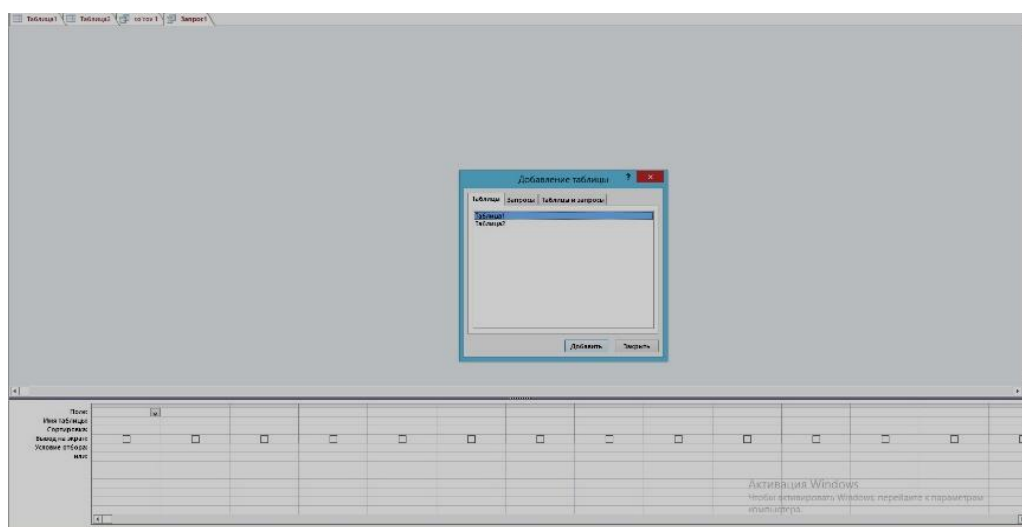 Таблица1 Таблица2 Запрос1
Добавление таблицы ?
Таблицы Запросы Таблицы и запросы
Таблица1
Таблица2
Добавить Закрыть
Поле:
Имя таблицы:
Сортировка:
Вывод на экран:
Условие отбора:
или:
Активация Windows
Чтобы активировать Windows, перейдите к параметрам
компьютера.